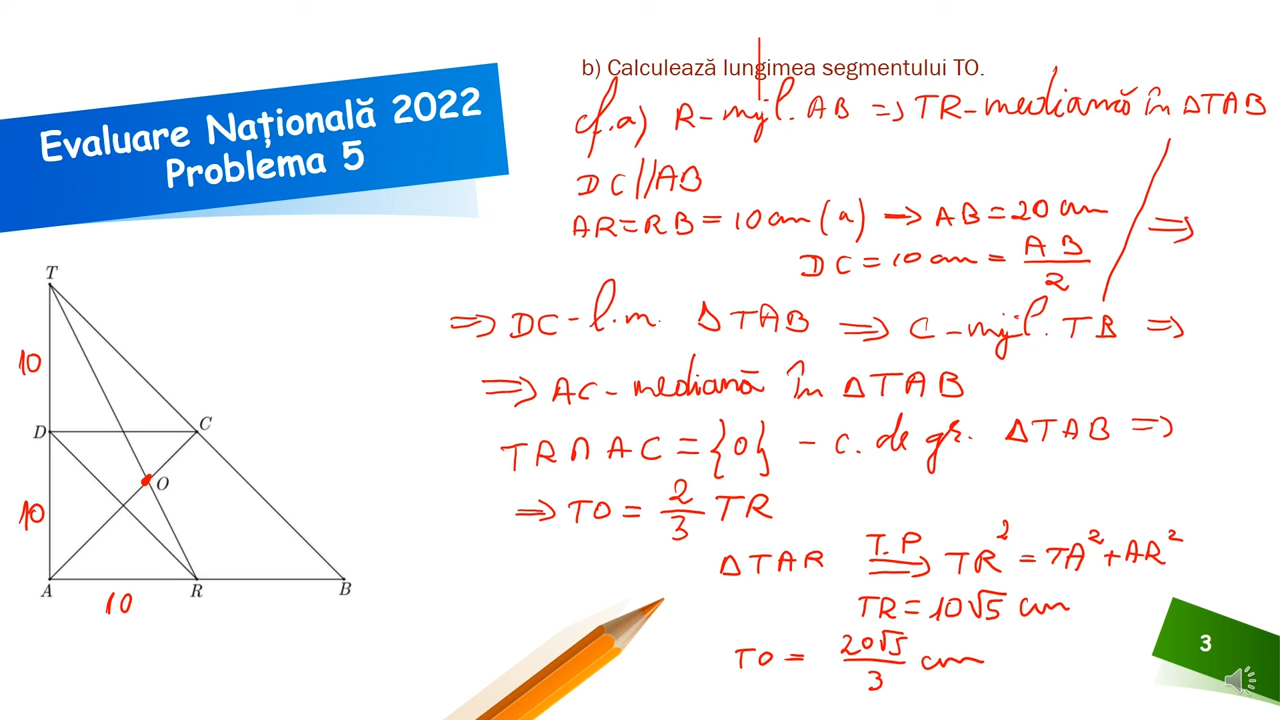 Evaluare Națională 2022
Problema 5
b) Calculează lungimea segmentului TO.
cf. a) R - mijl. AB => TR - mediană în ΔTAB
DC || AB
AR = RB = 10 cm (a) → AB = 20 cm =>
DC = 10 cm = AB/2
=> DC - l.m. ΔTAB => C - mijl. TB =>
=> AC - mediană în ΔTAB
TR ∩ AC = {O} - c. de gr. ΔTAB =>
=> TO = 2/3 TR
ΔTAR T.P => TR² = TA² + AR²
TR = 10√5 cm
TO = 20√5/3 cm
T
10
D
C
10
O
A
R
B
10
3